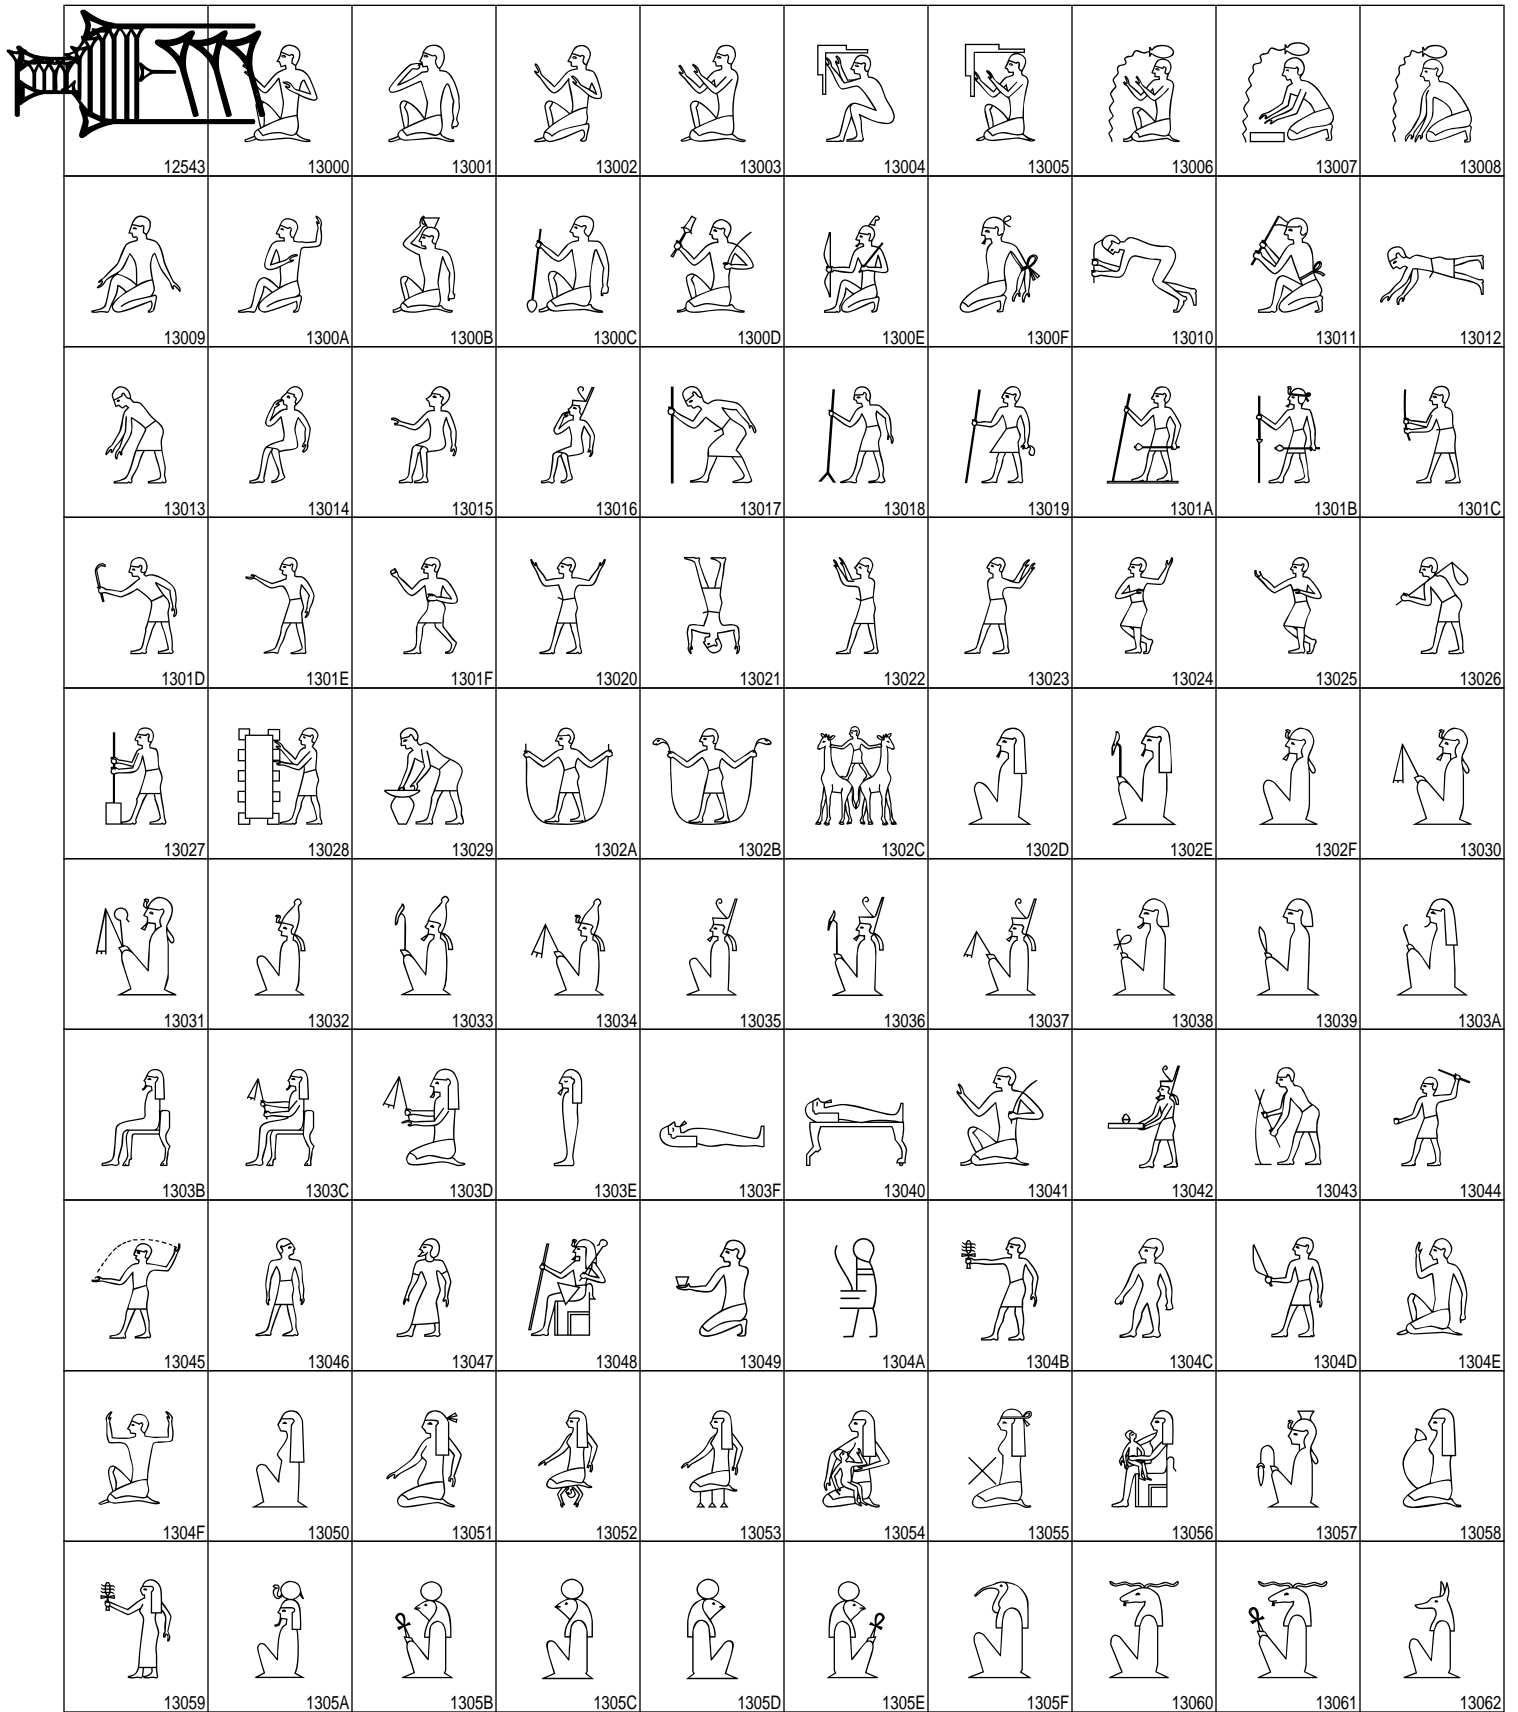 𒕃 𓀀 𓀁 𓀂 𓀃 𓀄 𓀅 𓀆 𓀇 𓀈
12543 13000 13001 13002 13003 13004 13005 13006 13007 13008
𓀉 𓀊 𓀋 𓀌 𓀍 𓀎 𓀏 𓀐 𓀑 𓀒
13009 1300A 1300B 1300C 1300D 1300E 1300F 13010 13011 13012
𓀓 𓀔 𓀕 𓀖 𓀗 𓀘 𓀙 𓀚 𓀛 𓀜
13013 13014 13015 13016 13017 13018 13019 1301A 1301B 1301C
𓀝 𓀞 𓀟 𓀠 𓀡 𓀢 𓀣 𓀤 𓀥 𓀦
1301D 1301E 1301F 13020 13021 13022 13023 13024 13025 13026
𓀧 𓀨 𓀩 𓀪 𓀫 𓀬 𓀭 𓀮 𓀯 𓀰
13027 13028 13029 1302A 1302B 1302C 1302D 1302E 1302F 13030
𓀱 𓀲 𓀳 𓀴 𓀵 𓀶 𓀷 𓀸 𓀹 𓀺
13031 13032 13033 13034 13035 13036 13037 13038 13039 1303A
𓀻 𓀼 𓀽 𓀾 𓀿 𓁀 𓁁 𓁂 𓁃 𓁄
1303B 1303C 1303D 1303E 1303F 13040 13041 13042 13043 13044
𓁅 𓁆 𓁇 𓁈 𓁉 𓁊 𓁋 𓁌 𓁍 𓁎
13045 13046 13047 13048 13049 1304A 1304B 1304C 1304D 1304E
𓁏 𓁐 𓁑 𓁒 𓁓 𓁔 𓁕 𓁖 𓁗 𓁘
1304F 13050 13051 13052 13053 13054 13055 13056 13057 13058
𓁙 𓁚 𓁛 𓁜 𓁝 𓁞 𓁟 𓁠 𓁡 𓁢
13059 1305A 1305B 1305C 1305D 1305E 1305F 13060 13061 13062